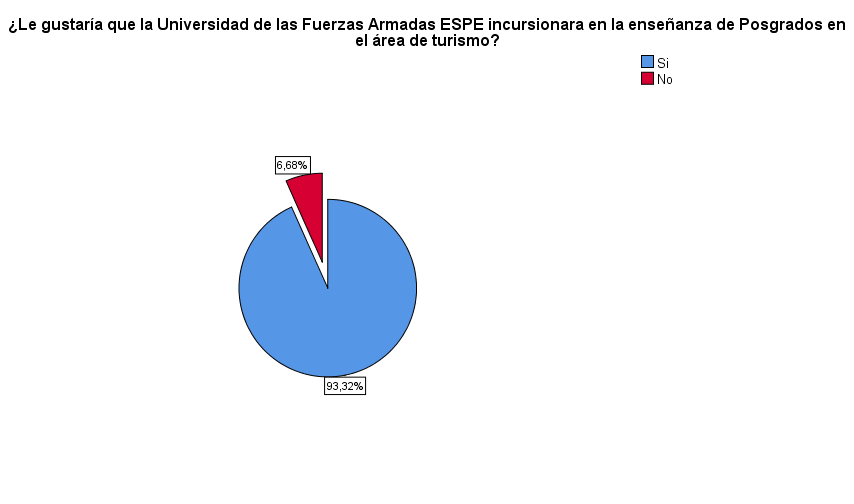 ¿Le gustaría que la Universidad de las Fuerzas Armadas ESPE incursionara en la enseñanza de Posgrados en
el área de turismo?
Si
No
6,68%
93,32%